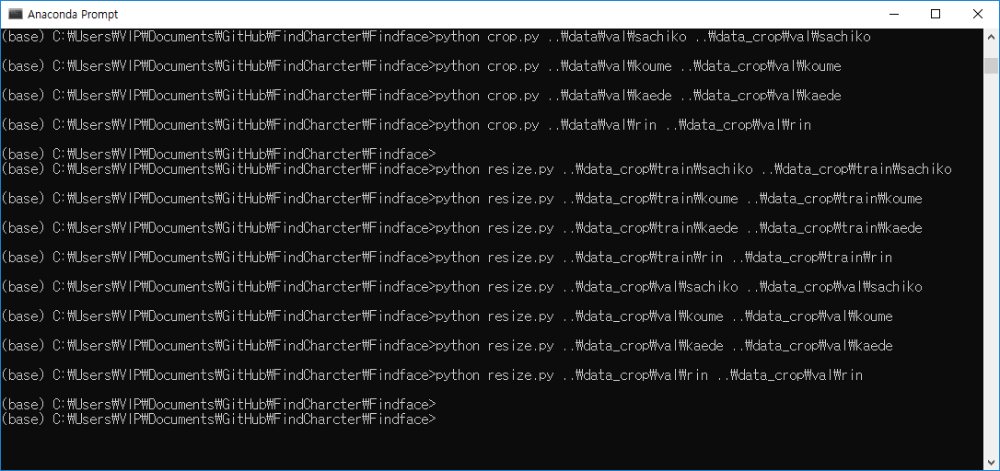 Anaconda Prompt
(base) C:₩Users₩VIP₩Documents₩GitHub₩FindCharcter₩Findface>python crop.py ..₩data₩val₩sachiko ..₩data_crop₩val₩sachiko
(base) C:₩Users₩VIP₩Documents₩GitHub₩FindCharcter₩Findface>python crop.py ..₩data₩val₩koume ..₩data_crop₩val₩koume
(base) C:₩Users₩VIP₩Documents₩GitHub₩FindCharcter₩Findface>python crop.py ..₩data₩val₩kaede ..₩data_crop₩val₩kaede
(base) C:₩Users₩VIP₩Documents₩GitHub₩FindCharcter₩Findface>python crop.py ..₩data₩val₩rin ..₩data_crop₩val₩rin
(base) C:₩Users₩VIP₩Documents₩GitHub₩FindCharcter₩Findface>
(base) C:₩Users₩VIP₩Documents₩GitHub₩FindCharcter₩Findface>python resize.py ..₩data_crop₩train₩sachiko ..₩data_crop₩train₩sachiko
(base) C:₩Users₩VIP₩Documents₩GitHub₩FindCharcter₩Findface>python resize.py ..₩data_crop₩train₩koume ..₩data_crop₩train₩koume
(base) C:₩Users₩VIP₩Documents₩GitHub₩FindCharcter₩Findface>python resize.py ..₩data_crop₩train₩kaede ..₩data_crop₩train₩kaede
(base) C:₩Users₩VIP₩Documents₩GitHub₩FindCharcter₩Findface>python resize.py ..₩data_crop₩train₩rin ..₩data_crop₩train₩rin
(base) C:₩Users₩VIP₩Documents₩GitHub₩FindCharcter₩Findface>python resize.py ..₩data_crop₩val₩sachiko ..₩data_crop₩val₩sachiko
(base) C:₩Users₩VIP₩Documents₩GitHub₩FindCharcter₩Findface>python resize.py ..₩data_crop₩val₩koume ..₩data_crop₩val₩koume
(base) C:₩Users₩VIP₩Documents₩GitHub₩FindCharcter₩Findface>python resize.py ..₩data_crop₩val₩kaede ..₩data_crop₩val₩kaede
(base) C:₩Users₩VIP₩Documents₩GitHub₩FindCharcter₩Findface>python resize.py ..₩data_crop₩val₩rin ..₩data_crop₩val₩rin
(base) C:₩Users₩VIP₩Documents₩GitHub₩FindCharcter₩Findface>
(base) C:₩Users₩VIP₩Documents₩GitHub₩FindCharcter₩Findface>